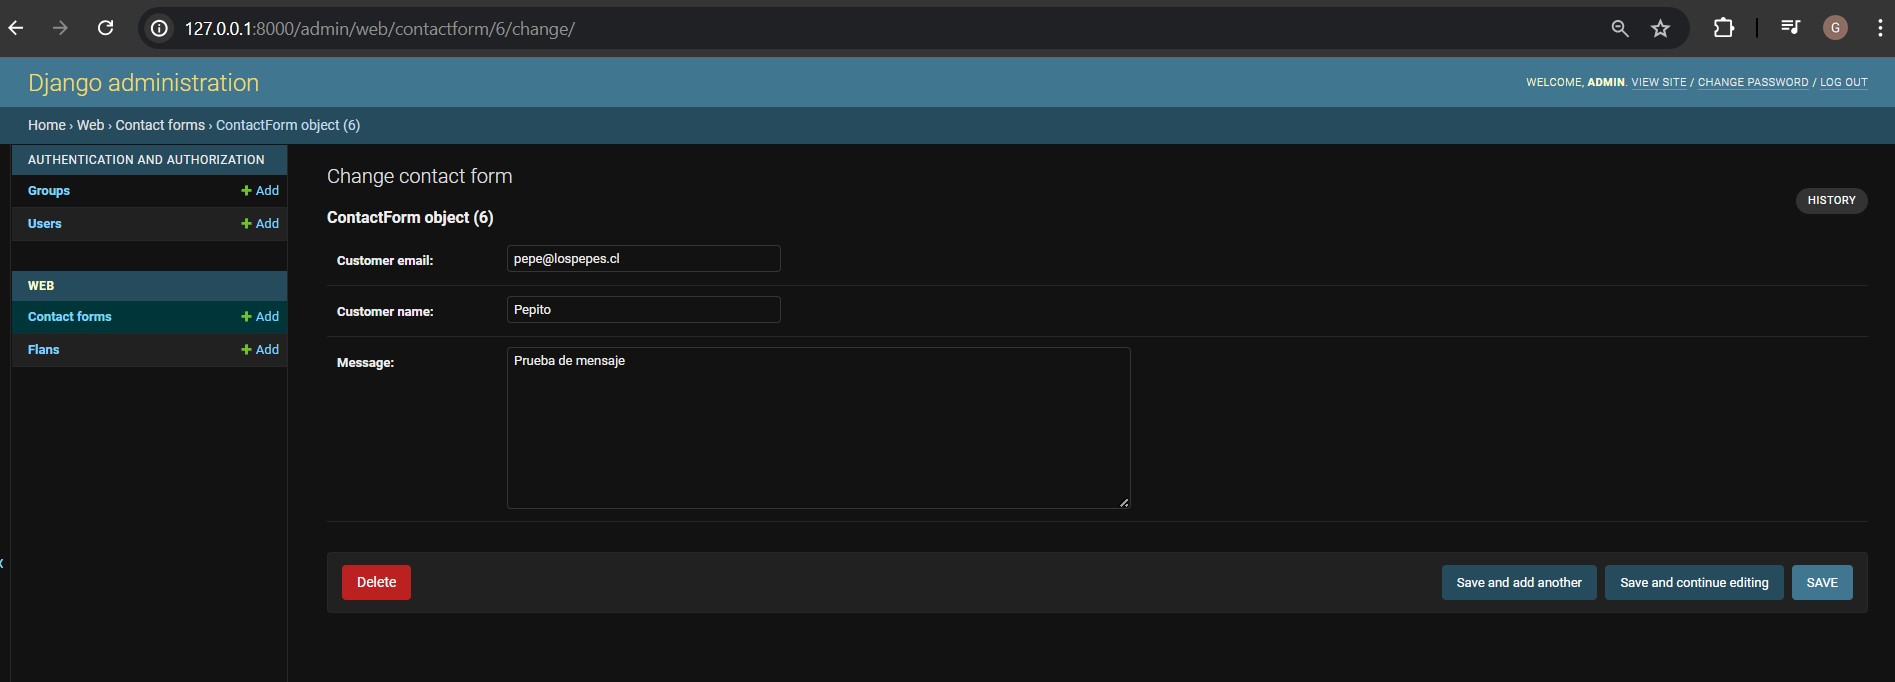 127.0.0.1:8000/admin/web/contactform/6/change/
G
Django administration
WELCOME, ADMIN. VIEW SITE / CHANGE PASSWORD / LOG OUT
Home › Web › Contact forms › ContactForm object (6)
AUTHENTICATION AND AUTHORIZATION
Groups + Add
Users + Add
WEB
Contact forms + Add
Flans + Add
Change contact form
HISTORY
ContactForm object (6)
Customer email: pepe@lospepes.cl
Customer name: Pepito
Message: Prueba de mensaje
Delete
Save and add another
Save and continue editing
SAVE